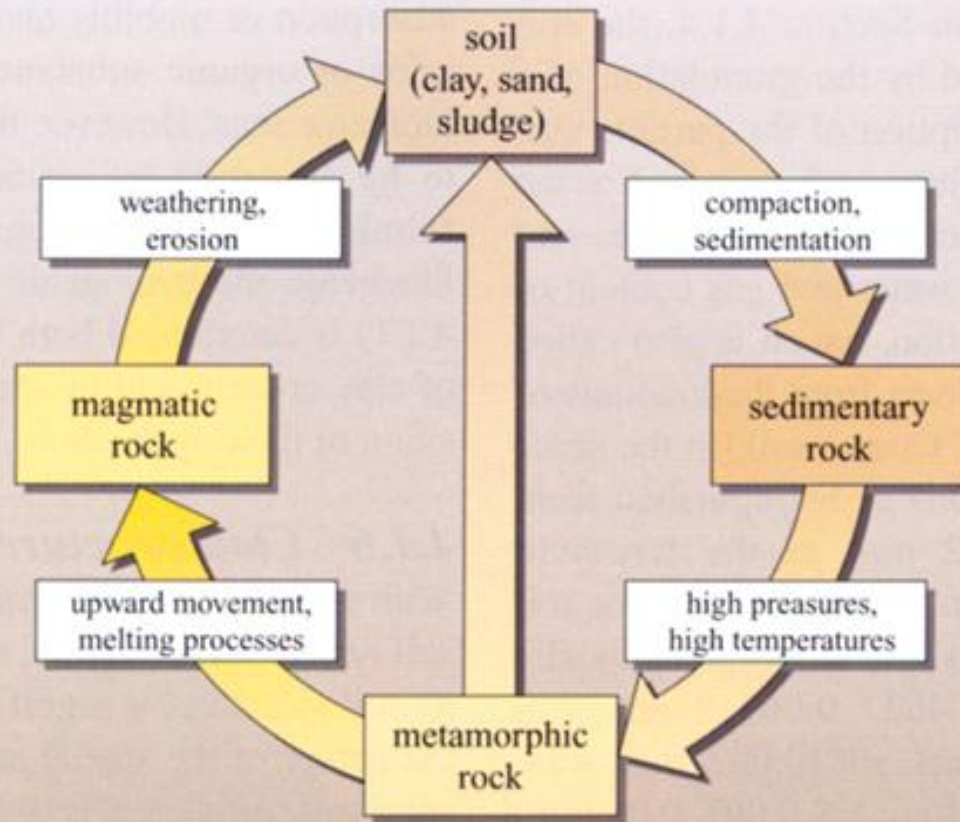 soil
(clay, sand,
sludge)
weathering,
erosion
compaction,
sedimentation
magmatic
rock
sedimentary
rock
upward movement,
melting processes
high preasures,
high temperatures
metamorphic
rock